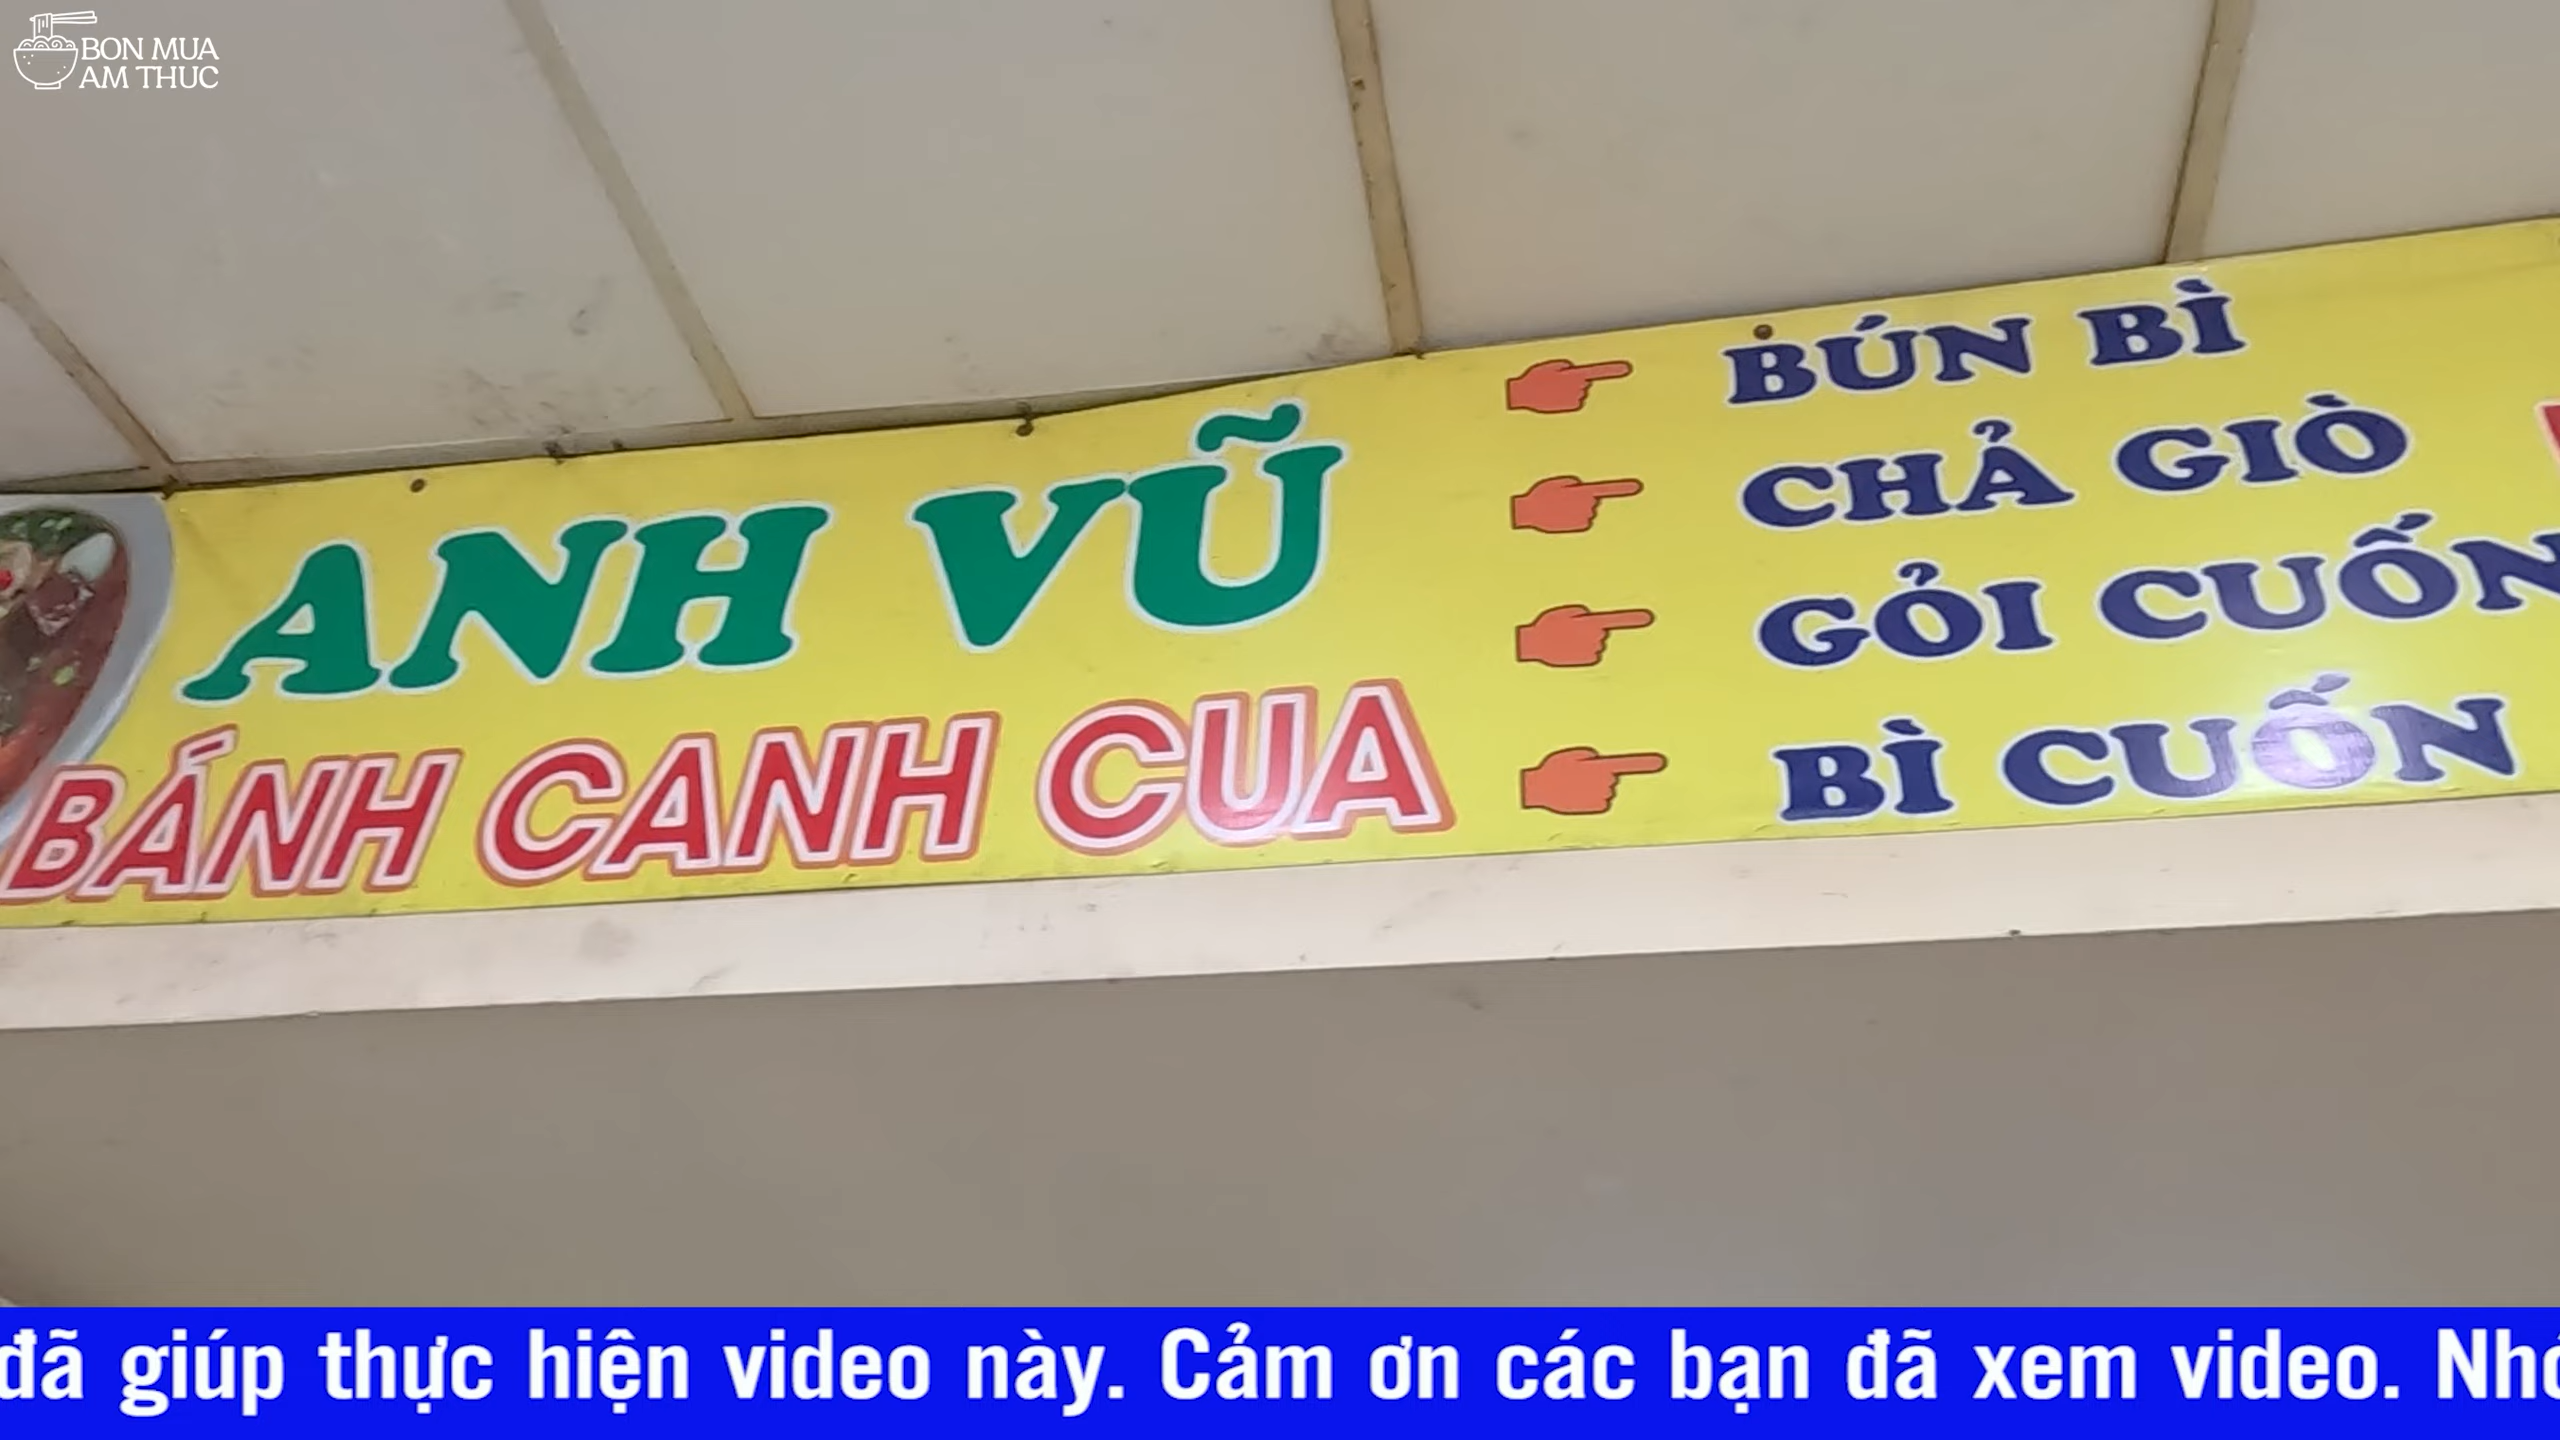 BON MUA
AM THUC
ANH VŨ
BÁNH CANH CUA
BÚN BÌ
CHẢ GIÒ
GỎI CUỐN
BÌ CUỐN
đã giúp thực hiện video này. Cảm ơn các bạn đã xem video.